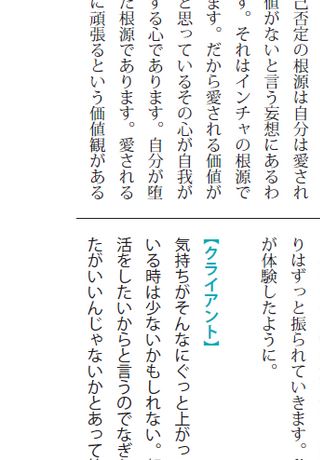 己否定の根源は自分は愛され
値がないと言う妄想にあるわ
す。それはインチャの根源で
ます。だから愛される価値が
と思っているその心が自我が
する心であります。自分が堕
た根源であります。愛される
に頑張るという価値観がある
りはずっと振られていきます。
が体験したように。
【クライアント】
気持ちがそんなにぐっと上がっ
いる時は少ないかもしれない。
活をしたいからと言うのでなぎ
たがいいんじゃないかとあって